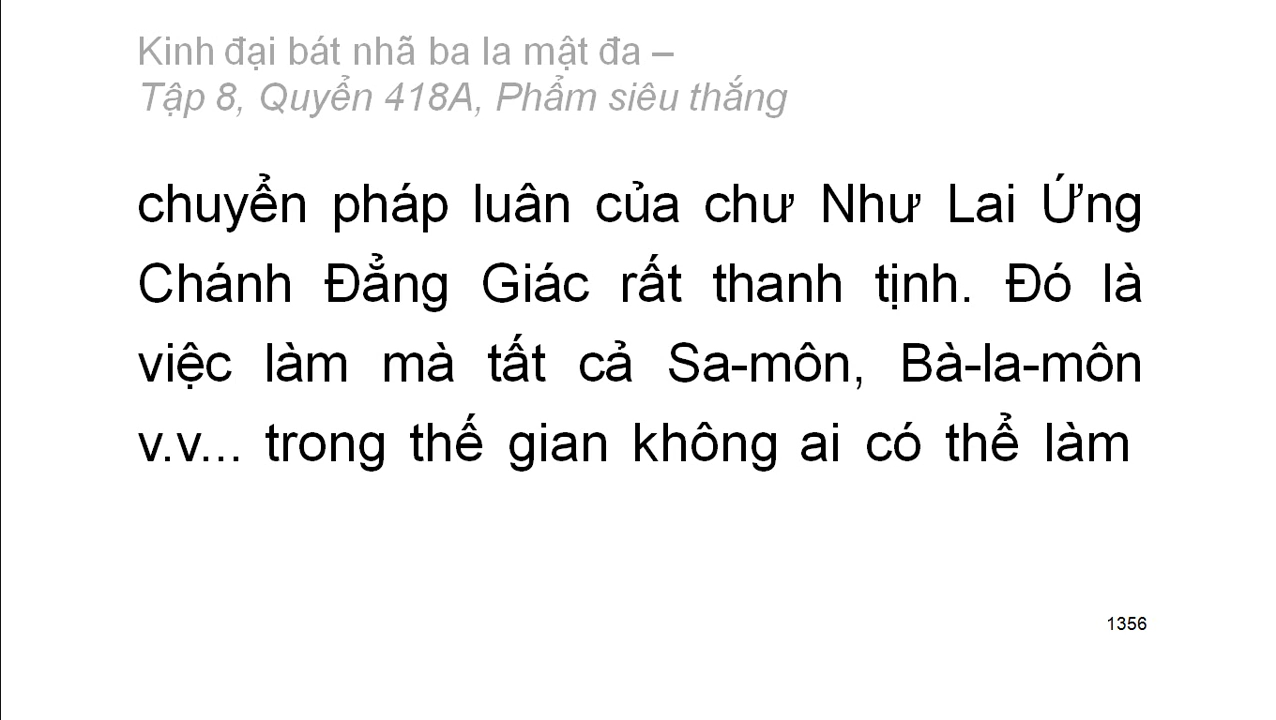 Kinh đại bát nhã ba la mật đa –
Tập 8, Quyển 418A, Phẩm siêu thắng
chuyển pháp luân của chư Như Lai Ứng
Chánh Đẳng Giác rất thanh tịnh. Đó là
việc làm mà tất cả Sa-môn, Bà-la-môn
v.v... trong thế gian không ai có thể làm
1356